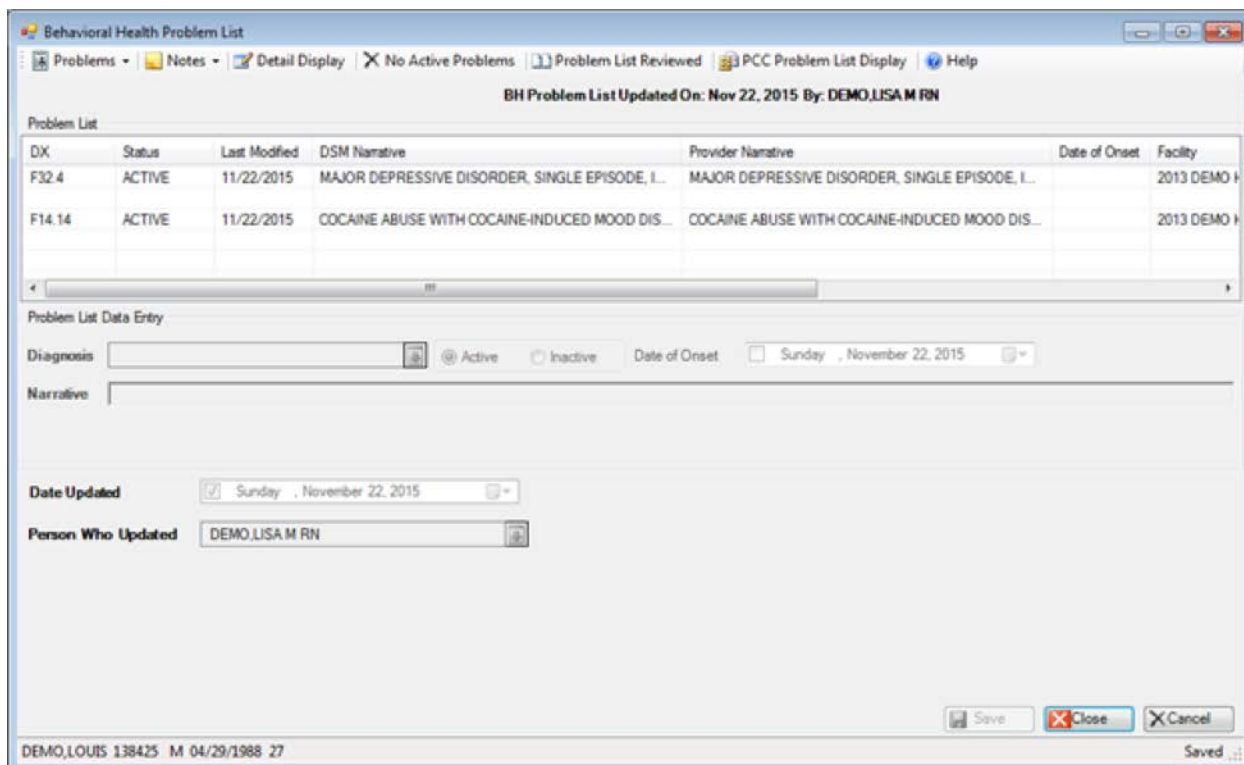 Behavioral Health Problem List
Problems Notes Detail Display No Active Problems Problem List Reviewed PCC Problem List Display Help
BH Problem List Updated On: Nov 22, 2015 By: DEMO,LISA M RN
Problem List
DX Status Last Modified DSM Narrative Provider Narrative Date of Onset Facility
F32.4 ACTIVE 11/22/2015 MAJOR DEPRESSIVE DISORDER, SINGLE EPISODE, I... MAJOR DEPRESSIVE DISORDER, SINGLE EPISODE, I... 2013 DEMO H
F14.14 ACTIVE 11/22/2015 COCAINE ABUSE WITH COCAINE-INDUCED MOOD DIS... COCAINE ABUSE WITH COCAINE-INDUCED MOOD DIS... 2013 DEMO H
Problem List Data Entry
Diagnosis Active Inactive Date of Onset Sunday , November 22, 2015
Narrative
Date Updated Sunday , November 22, 2015
Person Who Updated DEMO,LISA M RN
Save Close Cancel
DEMO,LOUIS 138425 M 04/29/1988 27 Saved